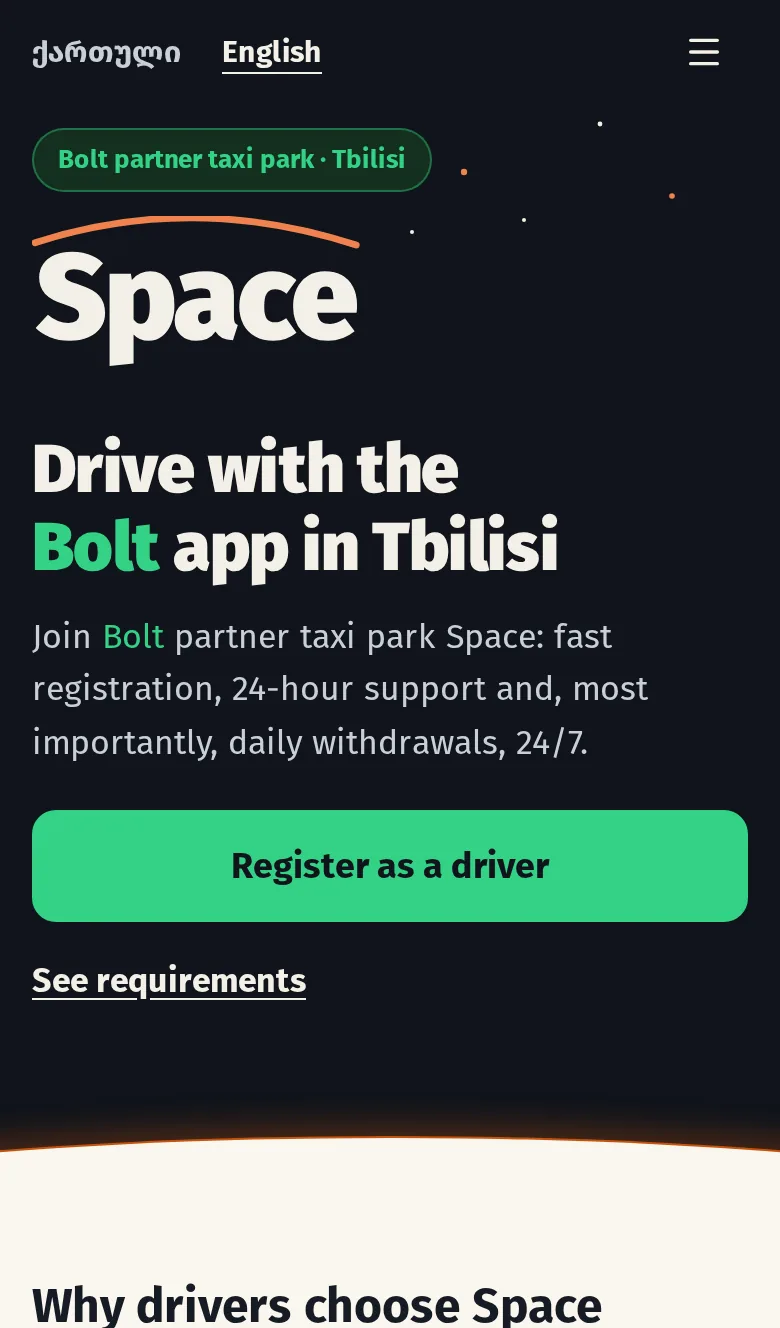 ქართული English
Bolt partner taxi park · Tbilisi
Space
Drive with the
Bolt app in Tbilisi
Join Bolt partner taxi park Space: fast
registration, 24-hour support and, most
importantly, daily withdrawals, 24/7.
Register as a driver
See requirements
Why drivers choose Space